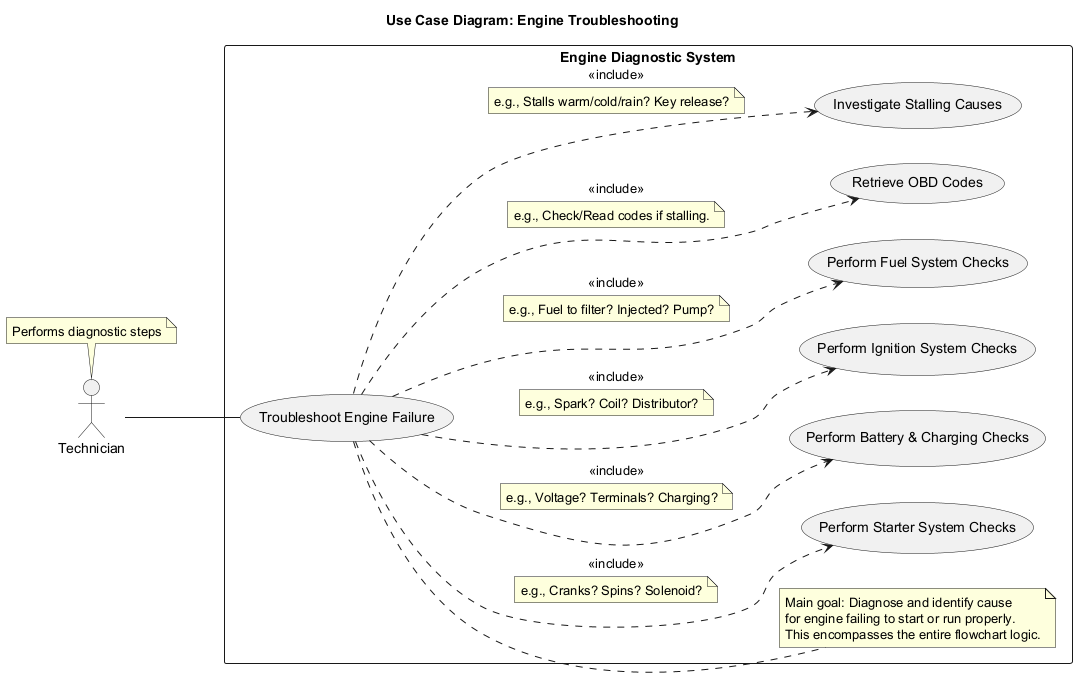 Use Case Diagram: Engine Troubleshooting
Engine Diagnostic System
«include»
e.g., Stalls warm/cold/rain? Key release?
Investigate Stalling Causes
«include»
e.g., Check/Read codes if stalling.
Retrieve OBD Codes
«include»
e.g., Fuel to filter? Injected? Pump?
Perform Fuel System Checks
Performs diagnostic steps
Technician
Troubleshoot Engine Failure
«include»
e.g., Spark? Coil? Distributor?
Perform Ignition System Checks
«include»
e.g., Voltage? Terminals? Charging?
Perform Battery & Charging Checks
«include»
e.g., Cranks? Spins? Solenoid?
Perform Starter System Checks
Main goal: Diagnose and identify cause
for engine failing to start or run properly.
This encompasses the entire flowchart logic.